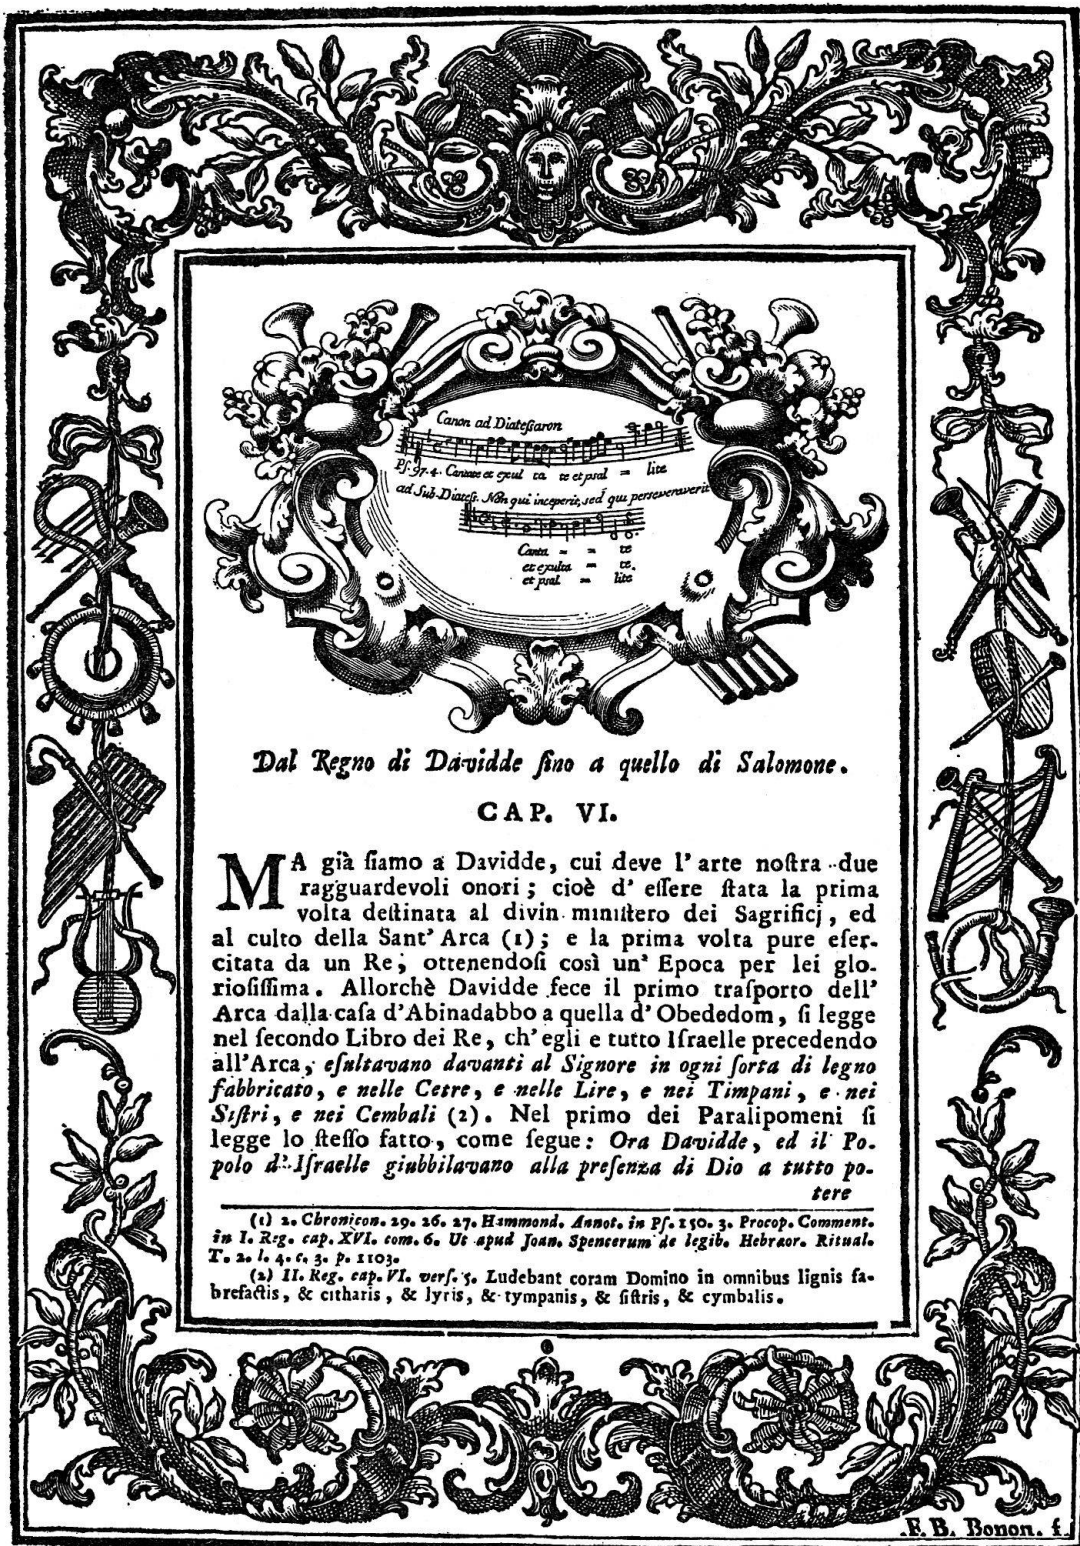 Canon ad Diatessaron
Ps. 97. 4. Cantate et exul ta te et psal = lite
ad Sub Diatess. Non qui inceperit, sed qui perseveraverit
Canta = = te
et exulta = te.
et psal = lite
Dal Regno di Davidde ſino a quello di Salomone.
CAP. VI.
MA già ſiamo a Davidde, cui deve l' arte noſtra due
ragguardevoli onori; cioè d' eſſere ſtata la prima
volta deſtinata al divin miniſtero dei Sagrificj, ed
al culto della Sant' Arca (1); e la prima volta pure eſer-
citata da un Re; ottenendoſi così un' Epoca per lei glo-
rioſiſſima. Allorchè Davidde fece il primo traſporto dell'
Arca dalla caſa d'Abinadabbo a quella d' Obededom, ſi legge
nel ſecondo Libro dei Re, ch' egli e tutto Iſraelle precedendo
all'Arca, eſultavano davanti al Signore in ogni ſorta di legno
fabbricato, e nelle Cetre, e nelle Lire, e nei Timpani, e nei
Siſtri, e nei Cembali (2). Nel primo dei Paralipomeni ſi
legge lo ſteſſo fatto, come ſegue: Ora Davidde, ed il Po-
polo d' Iſraelle giubbilavano alla preſenza di Dio a tutto po-
tere
(1) 2. Chronicon. 29. 26. 27. Hammond. Annot. in Pſ. 150. 3. Procop. Comment.
in I. Reg. cap. XVI. com. 6. Ut apud Joan. Spencerum de legib. Hebræor. Ritual.
T. 2. l. 4. c. 3. p. 1103.
(2) II. Reg. cap. VI. verſ. 5. Ludebant coram Domino in omnibus lignis fa-
brefactis, & citharis, & lyris, & tympanis, & ſiſtris, & cymbalis.
F. B. Bonon. f.